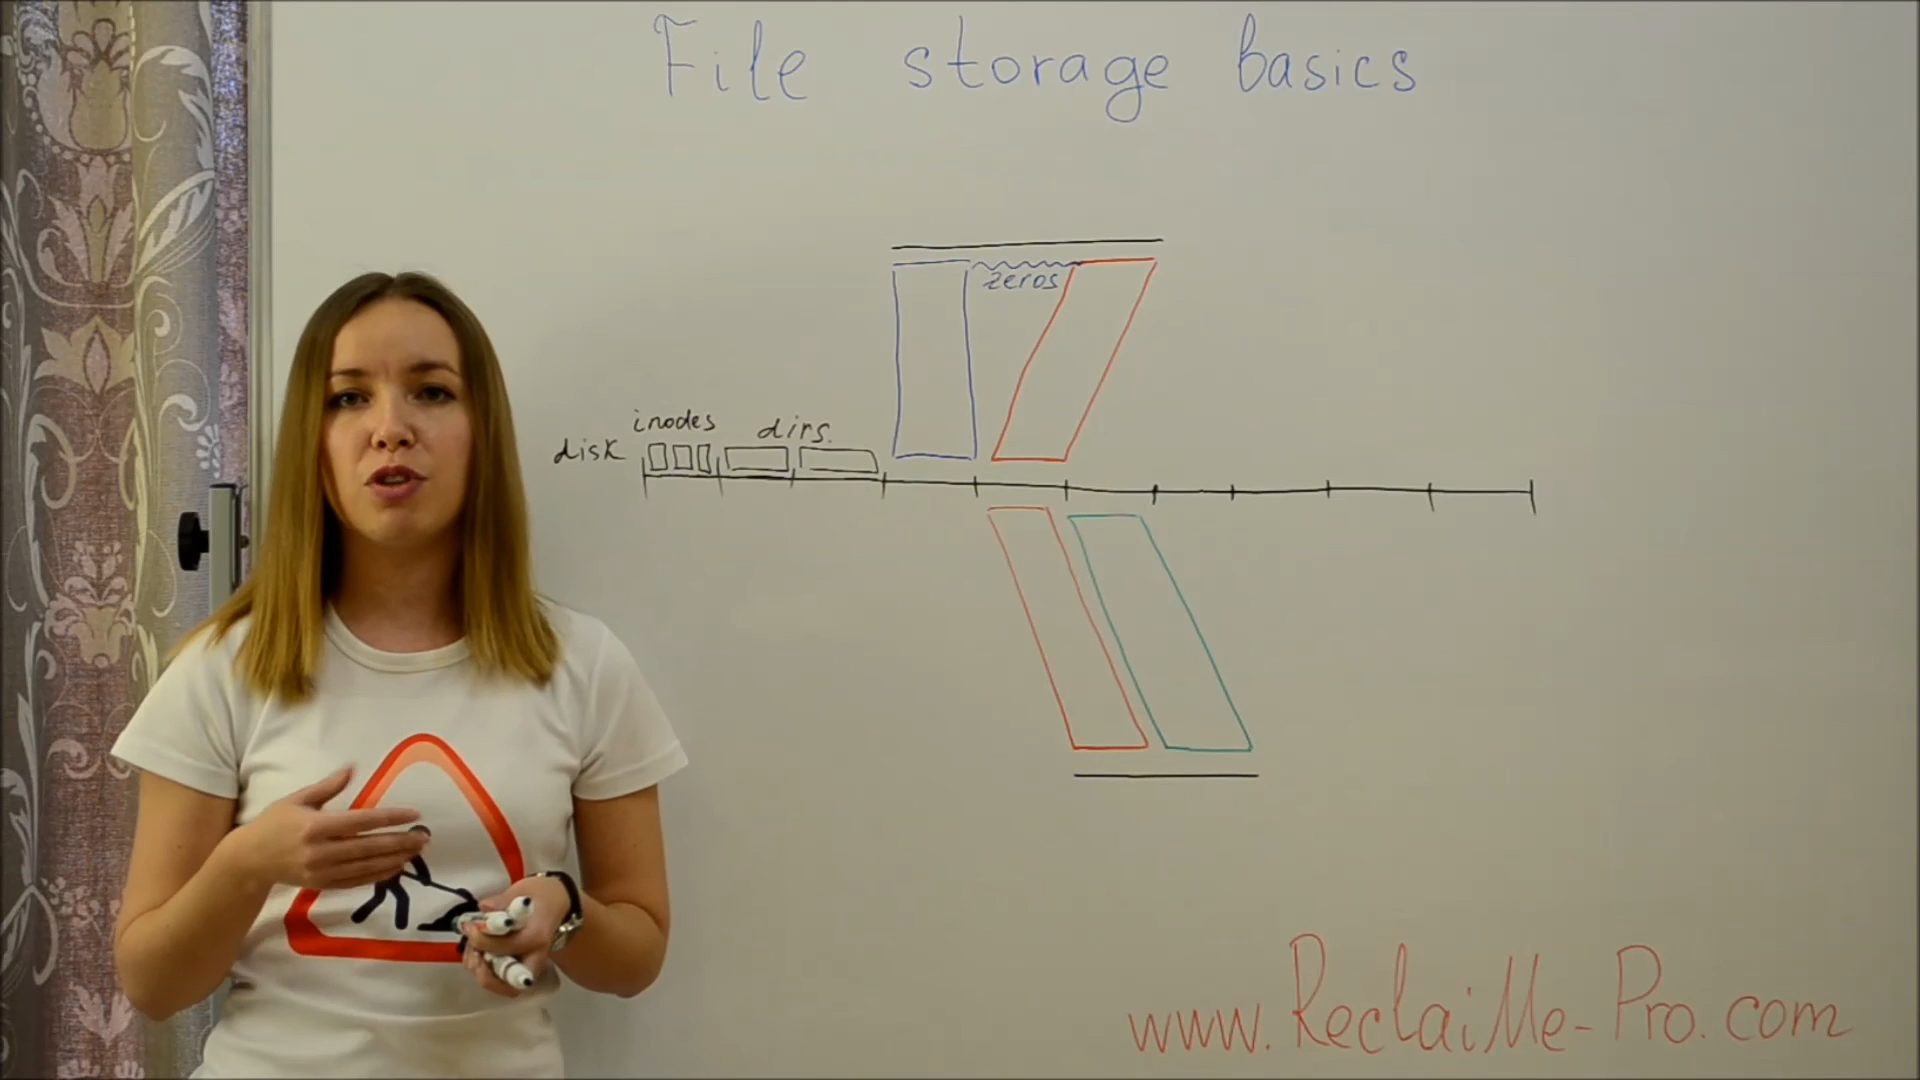 File storage basics
zeros
inodes
dirs.
disk
www.ReclaiMe-Pro.com